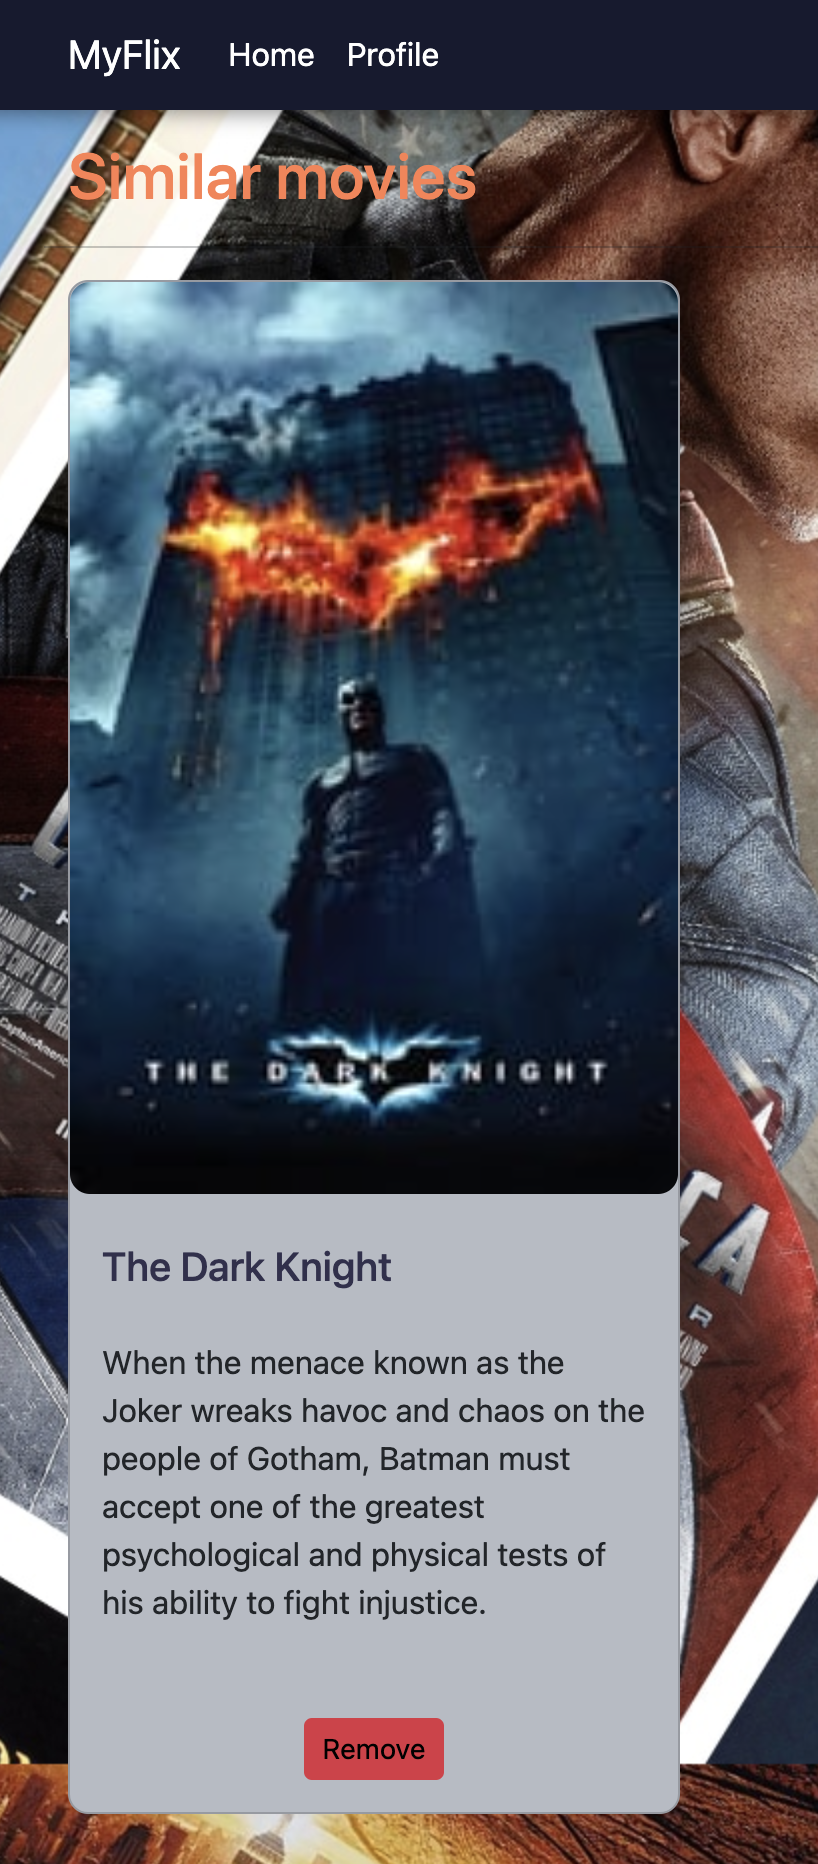 MyFlix Home Profile
Similar movies
THE DARK KNIGHT
The Dark Knight
When the menace known as the
Joker wreaks havoc and chaos on the
people of Gotham, Batman must
accept one of the greatest
psychological and physical tests of
his ability to fight injustice.
Remove